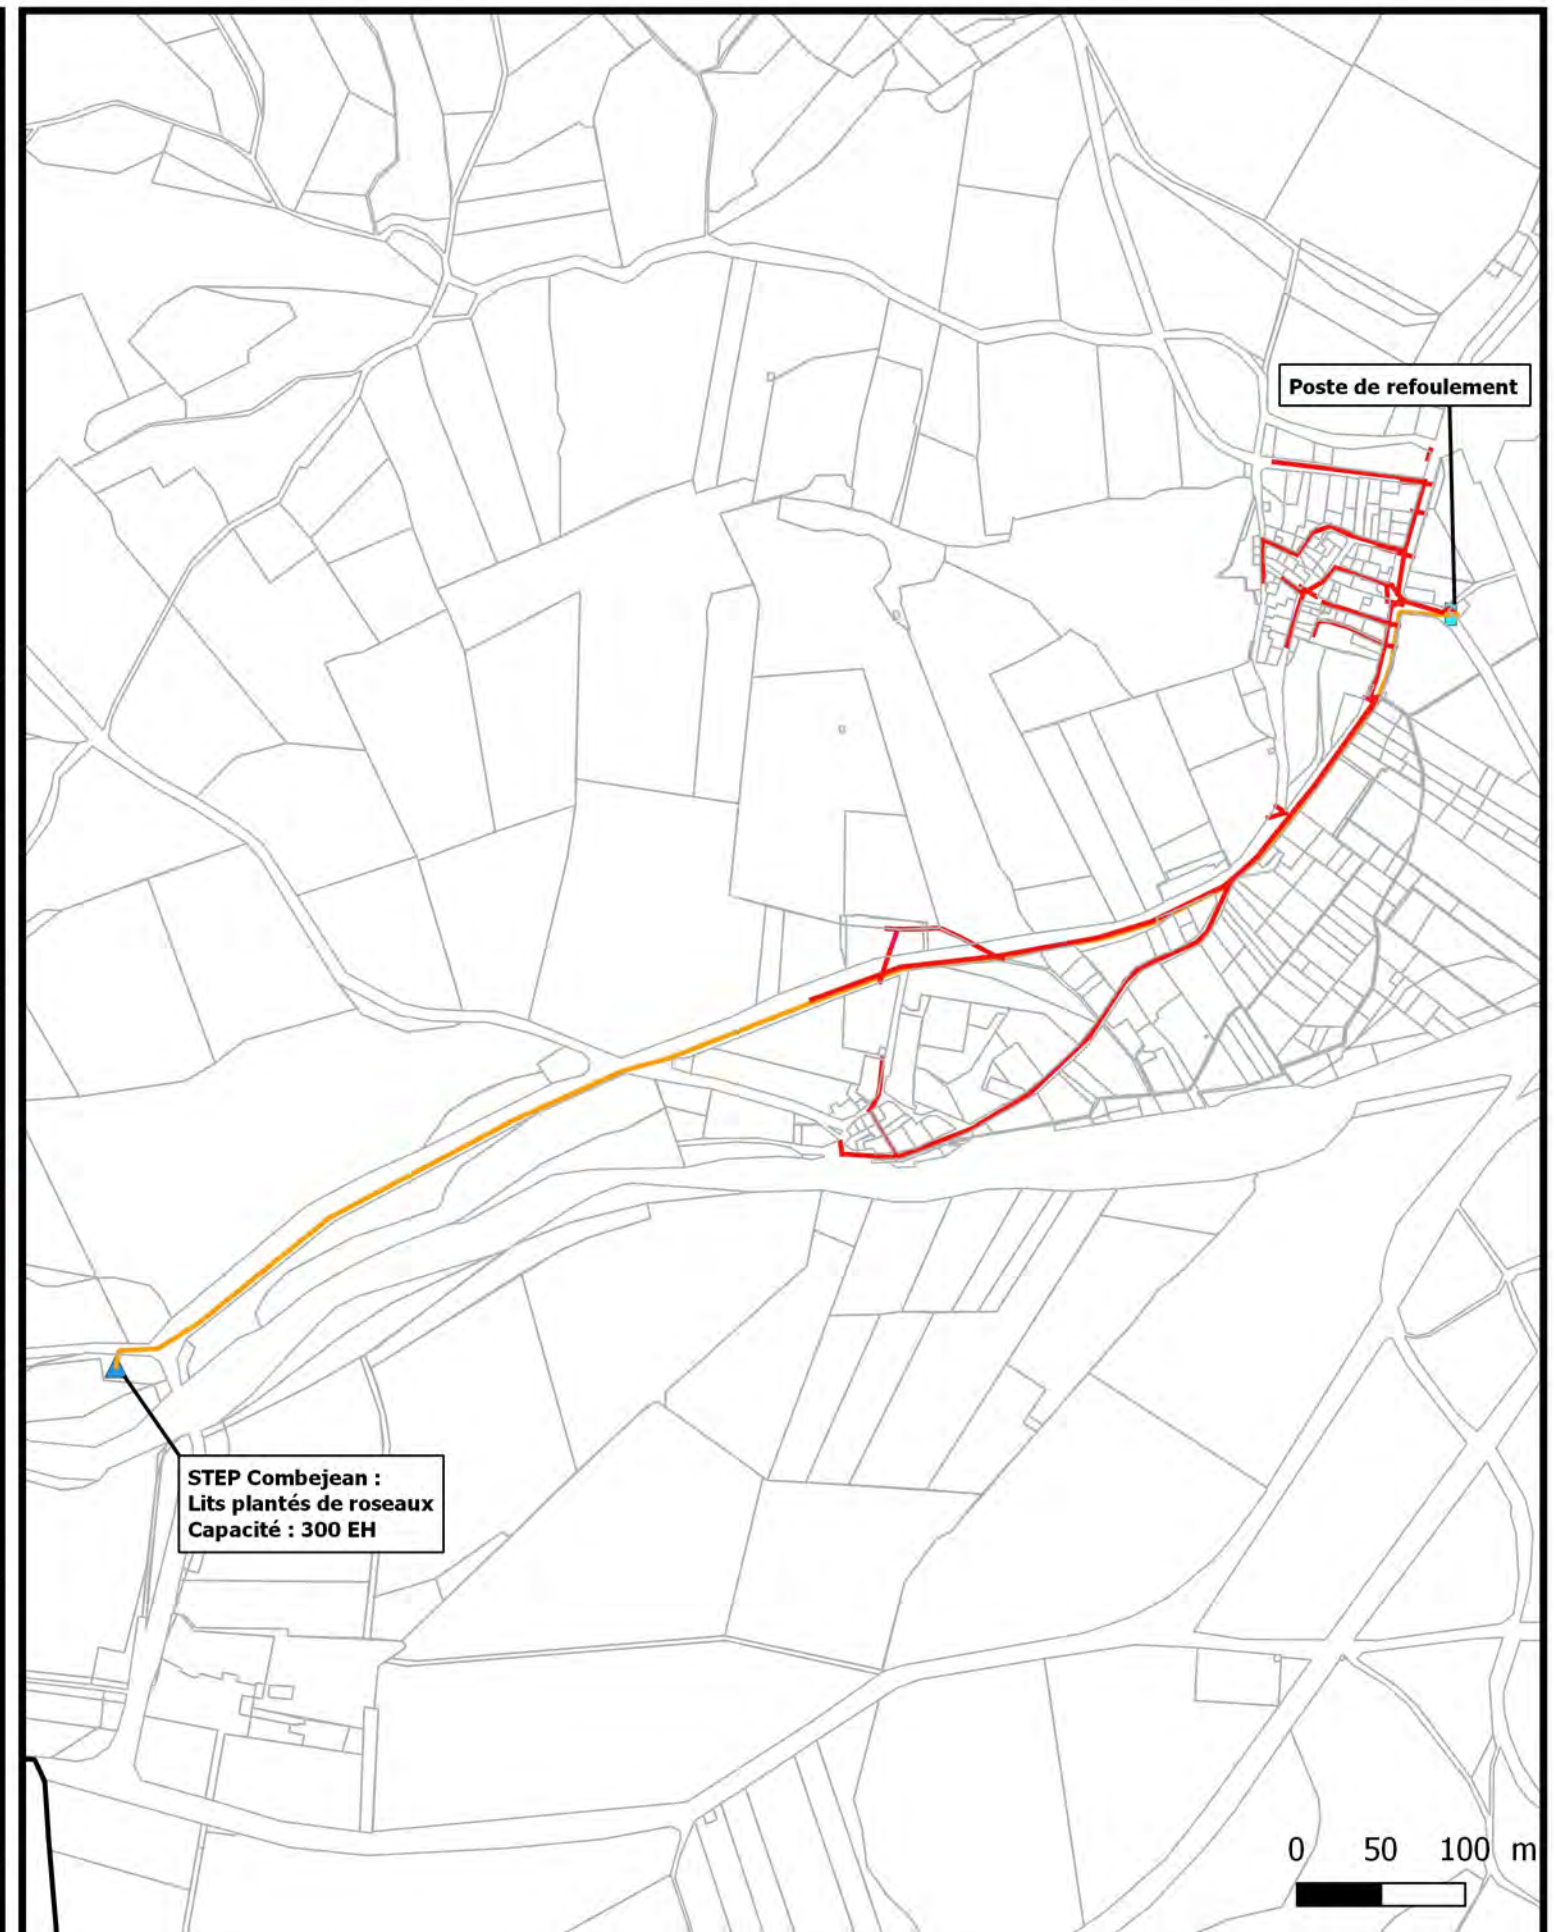 Poste de refoulement
STEP Combejean :
Lits plantés de roseaux
Capacité : 300 EH
0 50 100 m